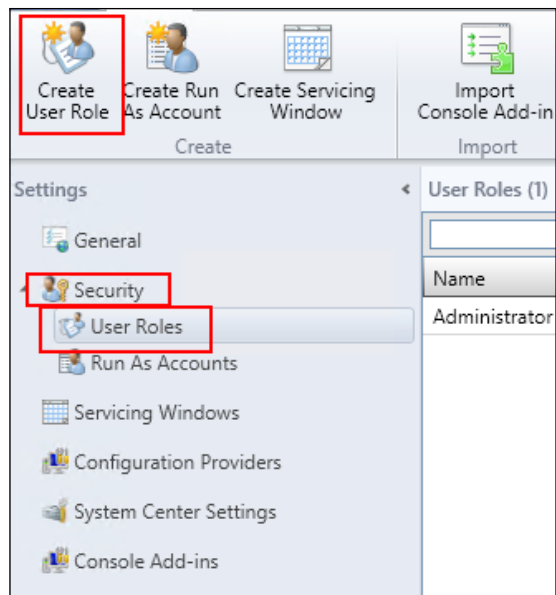 Create
User Role
Create Run
As Account
Create Servicing
Window
Import
Console Add-in
Create
Import
Settings
User Roles (1)
General
Security
Name
User Roles
Administrator
Run As Accounts
Servicing Windows
Configuration Providers
System Center Settings
Console Add-ins